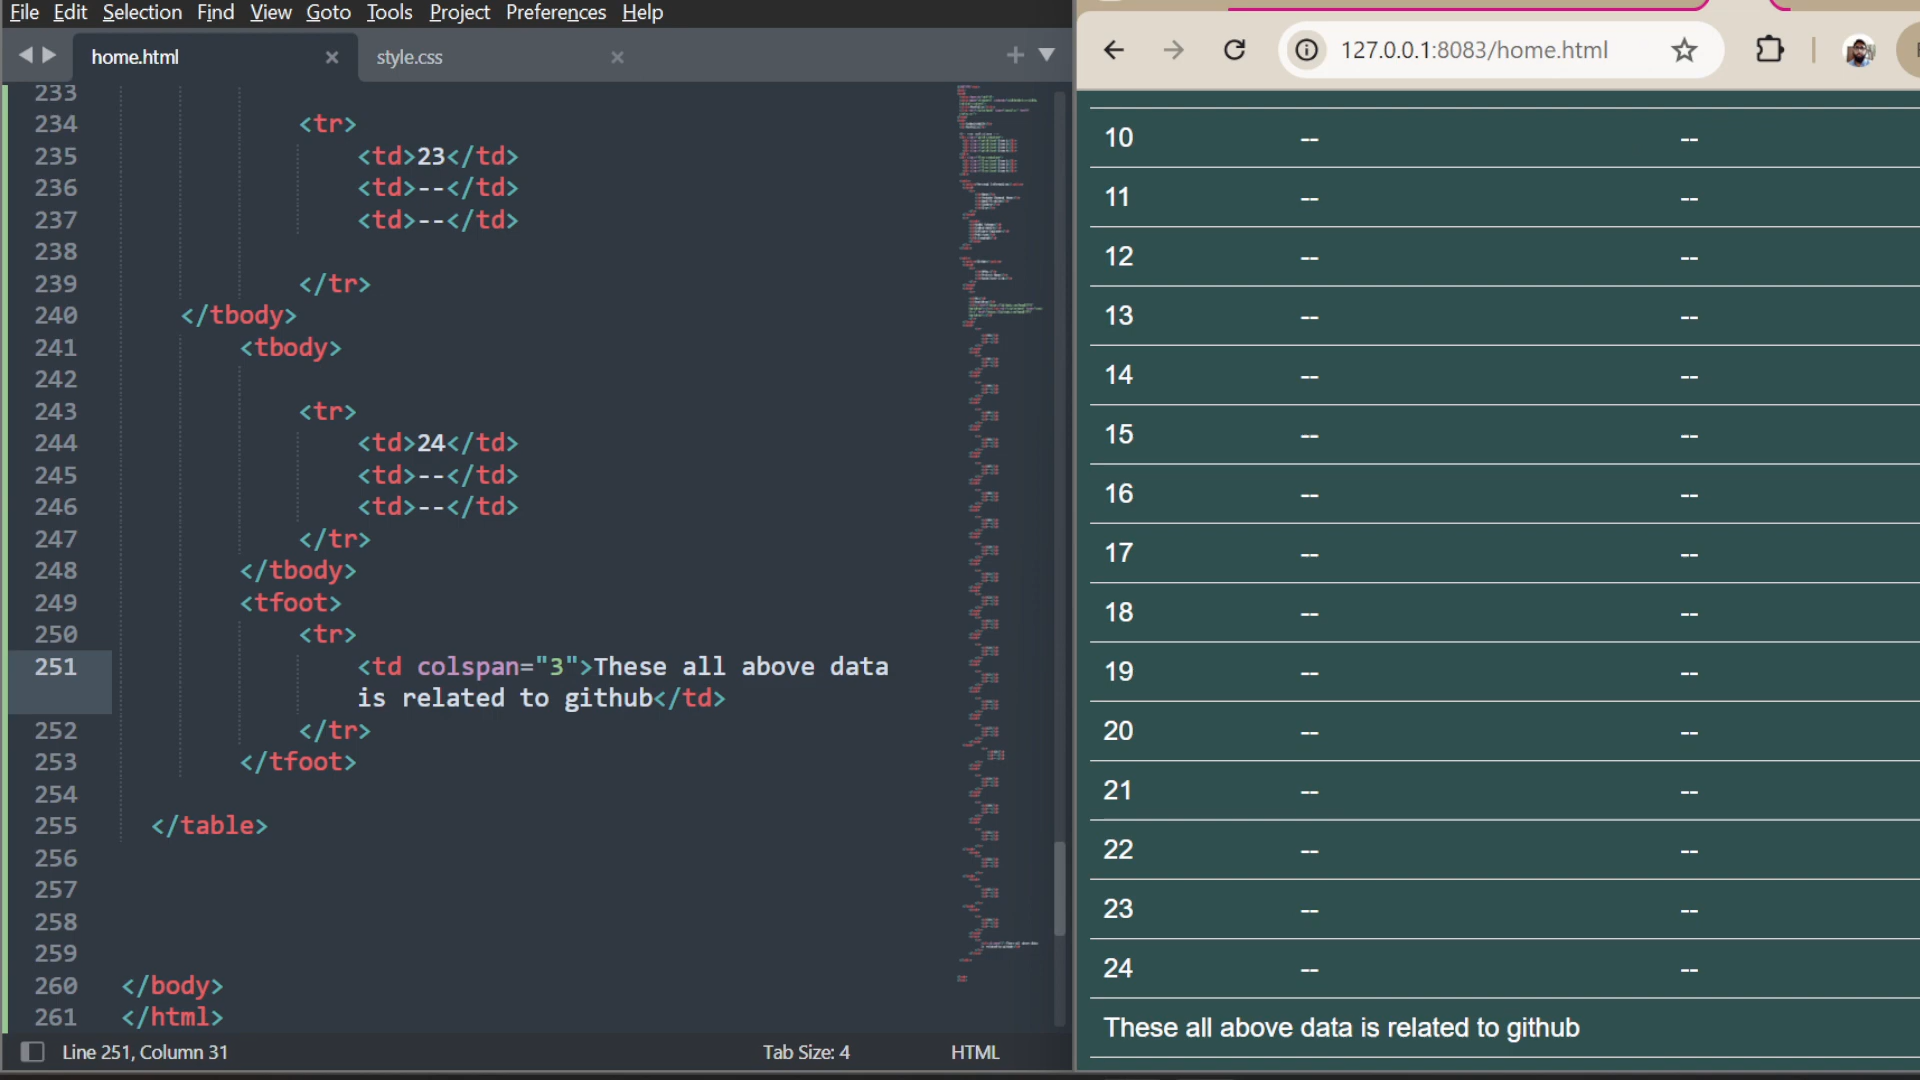 File Edit Selection Find View Goto Tools Project Preferences Help
home.html × style.css × + ▼
127.0.0.1:8083/home.html
233
234 <tr>
235 <td>23</td>
236 <td>--</td>
237 <td>--</td>
238
239 </tr>
240 </tbody>
241 <tbody>
242
243 <tr>
244 <td>24</td>
245 <td>--</td>
246 <td>--</td>
247 </tr>
248 </tbody>
249 <tfoot>
250 <tr>
251 <td colspan="3">These all above data
is related to github</td>
252 </tr>
253 </tfoot>
254
255 </table>
256
257
258
259
260 </body>
261 </html>
Line 251, Column 31 Tab Size: 4 HTML
10 -- --
11 -- --
12 -- --
13 -- --
14 -- --
15 -- --
16 -- --
17 -- --
18 -- --
19 -- --
20 -- --
21 -- --
22 -- --
23 -- --
24 -- --
These all above data is related to github